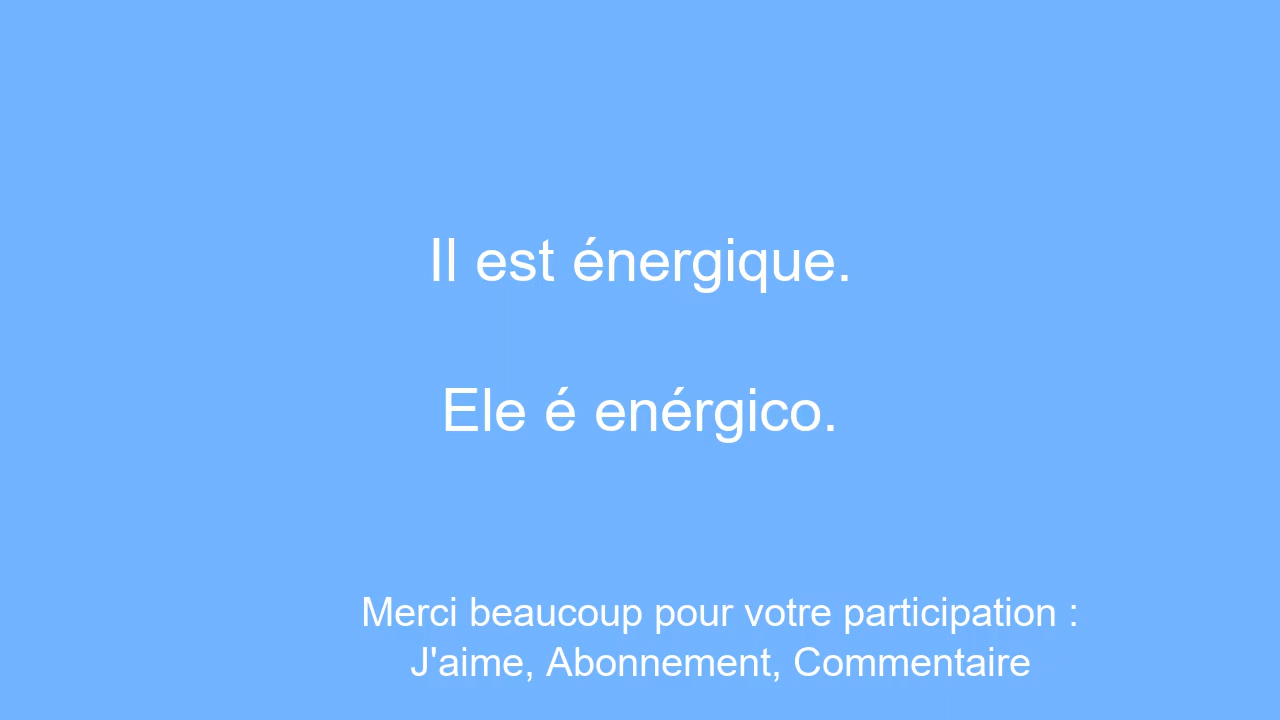 Il est énergique.
Ele é enérgico.
Merci beaucoup pour votre participation :
J'aime, Abonnement, Commentaire